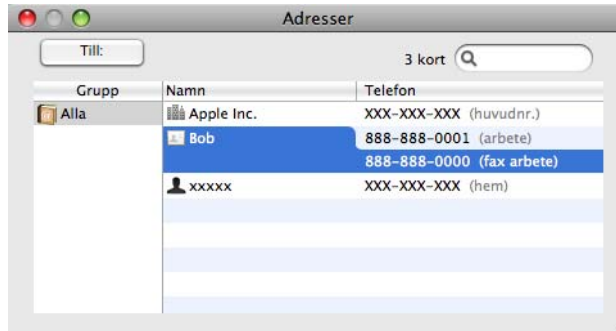 Adresser
Till:
3 kort
Grupp Namn Telefon
Alla Apple Inc. XXX-XXX-XXX (huvudnr.)
Bob 888-888-0001 (arbete)
888-888-0000 (fax arbete)
xxxxx XXX-XXX-XXX (hem)